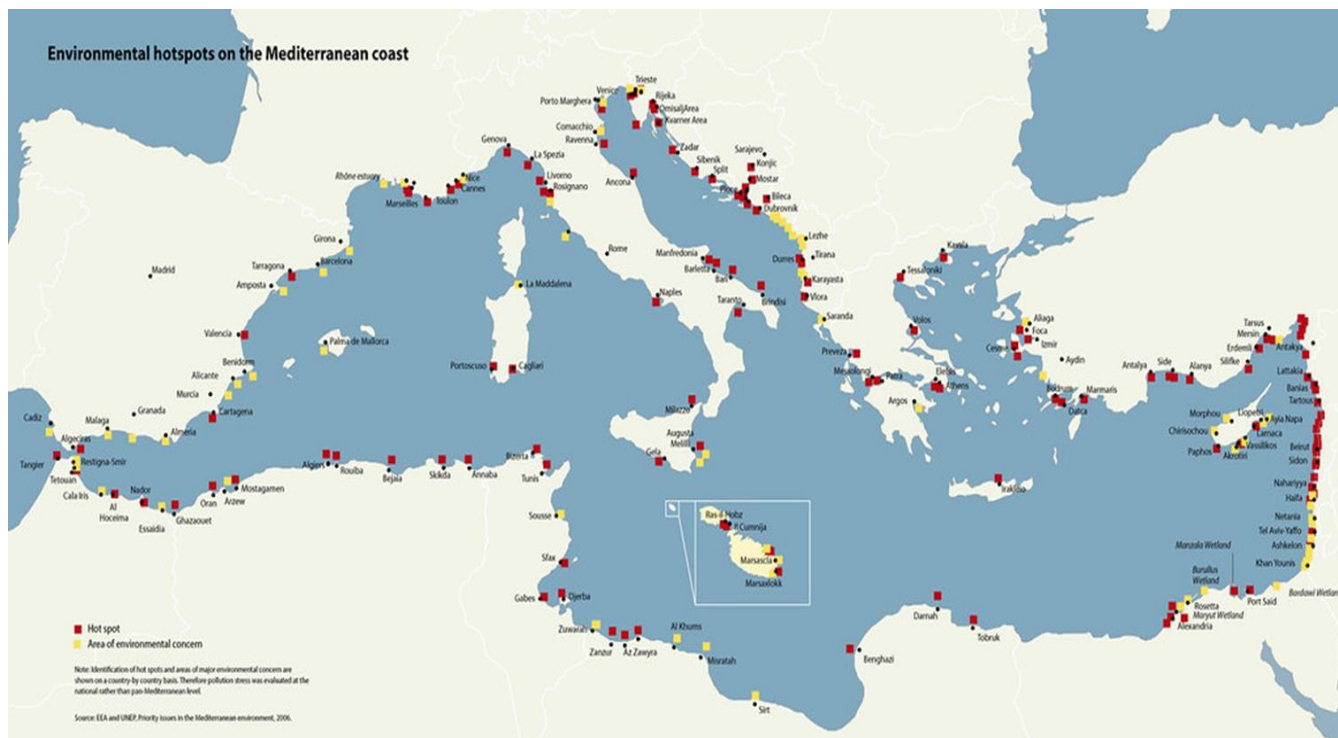 Environmental hotspots on the Mediterranean coast
Trieste
Venice
Rijeka
Porto Marghera
OmisaljArea
Kvarner Area
Comacchio
Ravenna
Genova
La Spezia
Zadar
Sarajevo
Sibenik
Konjic
Split
Rhône estuary
Nice
Livorno
Mostar
Cannes
Rosignano
Ancona
Ploce
Bileca
Marseilles
Toulon
Dubrovnik
Girona
Lezhe
Kavala
Rome
Manfredonia
Tirana
Madrid
Barcelona
Durres
Tarragona
Barletta
Bari
Tessaloniki
Amposta
La Maddalena
Karayasta
Naples
Taranto
Brindisi
Vlora
Saranda
Volos
Aliaga
Foca
Tarsus
Valencia
Mersin
Palma de Mallorca
Izmir
Erdemli
Antakya
Preveza
Cesme
Benidorm
Portoscuso
Cagliari
Aydin
Silifke
Alicante
Messolongi
Patra
Elefsis
Antalya
Side
Alanya
Lattakia
Athens
Bodrum
Marmaris
Banias
Murcia
Argos
Datca
Tartous
Granada
Cartagena
Milazzo
Morphou
Liopetri
Ayia Napa
Cadiz
Malaga
Almeria
Augusta
Chirisochou
Larnaca
Algeciras
Melilli
Vassilikos
Beirut
Tangier
Restigna-Smir
Gela
Paphos
Akrotiri
Sidon
Tetouan
Algiers
Rouiba
Bejaia
Skikda
Annaba
Bizerta
Tunis
Cala Iris
Al
Hoceima
Nador
Mostagamen
Iraklibo
Nahariyya
Oran
Arzew
Haifa
Essaidia
Ghazaouet
Sousse
Ras-il-Hobz
Il Cumnija
Netania
Tel Aviv-Yaffo
Manzala Wetland
Ashkelon
Sfax
Marsascla
Khan Younis
Marsaxlokk
Burullus
Wetland
Gabes
Djerba
Bardawi Wetland
Darnah
Rosetta
Port Said
Maryut Wetland
Hot spot
Zuwarah
Al Khums
Tobruk
Alexandria
Area of environmental concern
Zanzur
Az Zawyra
Misratah
Benghazi
Note: Identification of hot spots and areas of major environmental concern are
shown on a country-by country basis. Therefore pollution stress was evaluated at the
national rather than pan-Mediterranean level.
Sirt
Source: EEA and UNEP, Priority issues in the Mediterranean environment, 2006.